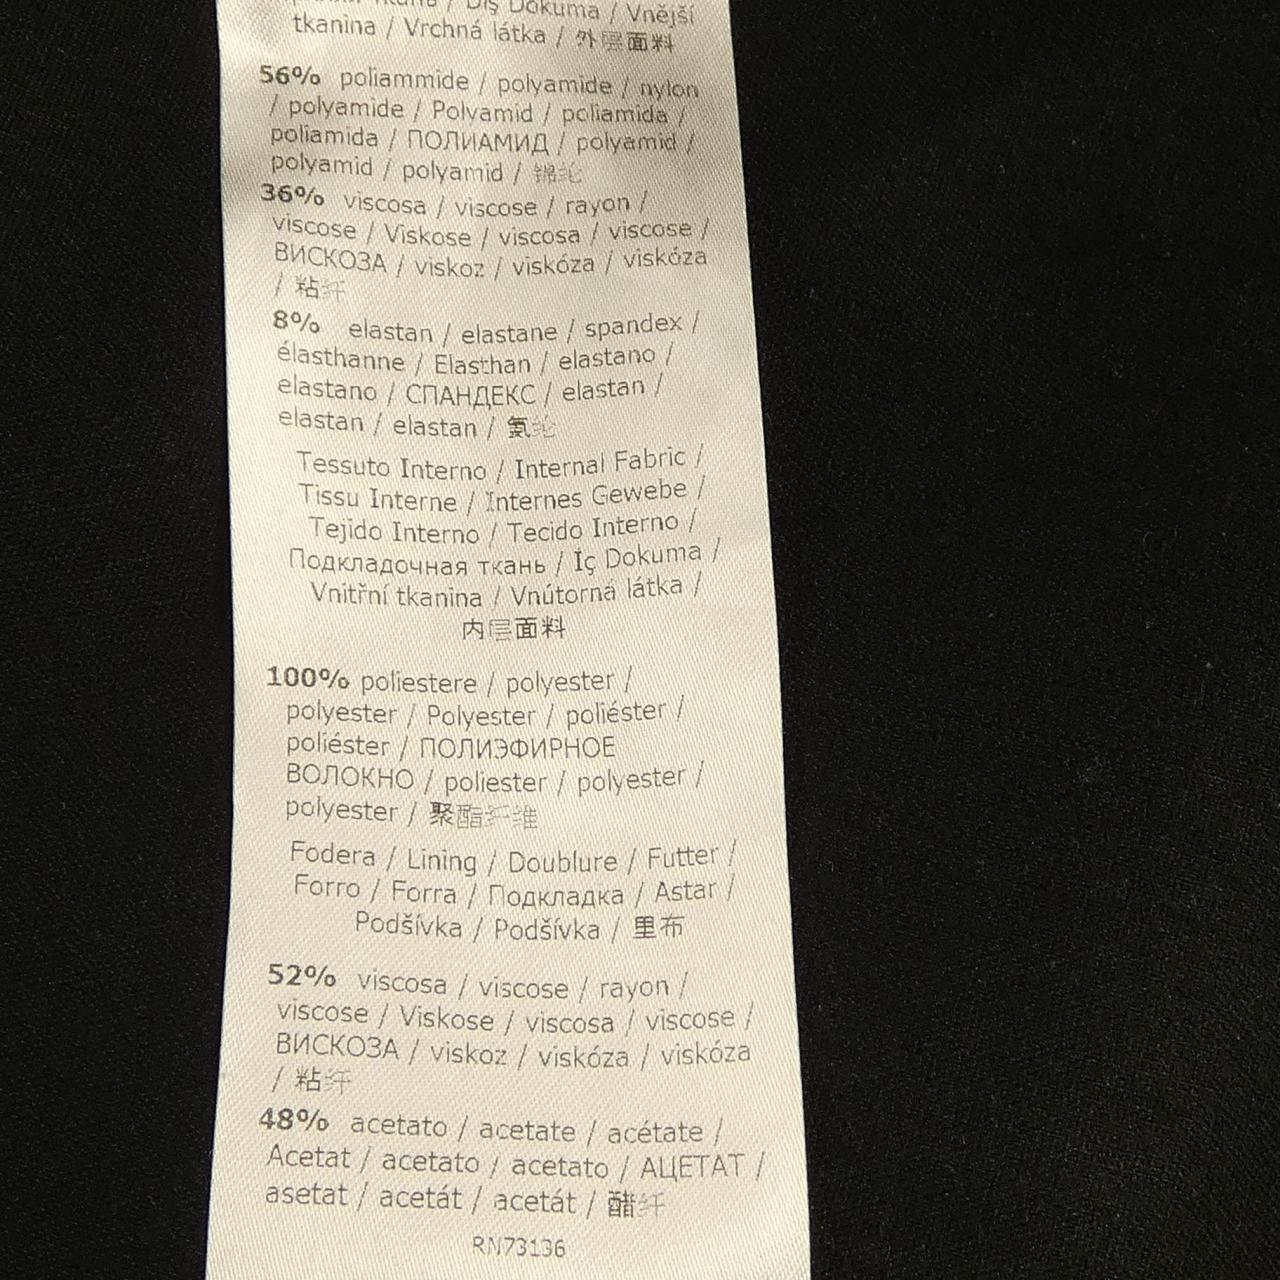 / Dış Dokuma / Vnější
tkanina / Vrchná látka / 外层面料
56% poliammide / polyamide / nylon
/ polyamide / Polyamid / poliamida /
poliamida / ПОЛИАМИД / polyamid /
polyamid / polyamid / 锦纶
36% viscosa / viscose / rayon /
viscose / Viskose / viscosa / viscose /
ВИСКОЗА / viskoz / viskóza / viskóza
/ 粘纤
8% elastan / elastane / spandex /
élasthanne / Elasthan / elastano /
elastano / СПАНДЕКС / elastan /
elastan / elastan / 氨纶
Tessuto Interno / Internal Fabric /
Tissu Interne / Internes Gewebe /
Tejido Interno / Tecido Interno /
Подкладочная ткань / İç Dokuma /
Vnitřní tkanina / Vnútorná látka /
内层面料
100% poliestere / polyester /
polyester / Polyester / poliéster /
poliéster / ПОЛИЭФИРНОЕ
ВОЛОКНО / poliester / polyester /
polyester / 聚酯纤维
Fodera / Lining / Doublure / Futter /
Forro / Forra / Подкладка / Astar /
Podšívka / Podšívka / 里布
52% viscosa / viscose / rayon /
viscose / Viskose / viscosa / viscose /
ВИСКОЗА / viskoz / viskóza / viskóza
/ 粘纤
48% acetato / acetate / acétate /
Acetat / acetato / acetato / АЦЕТАТ /
asetat / acetát / acetát / 醋纤
RN73136